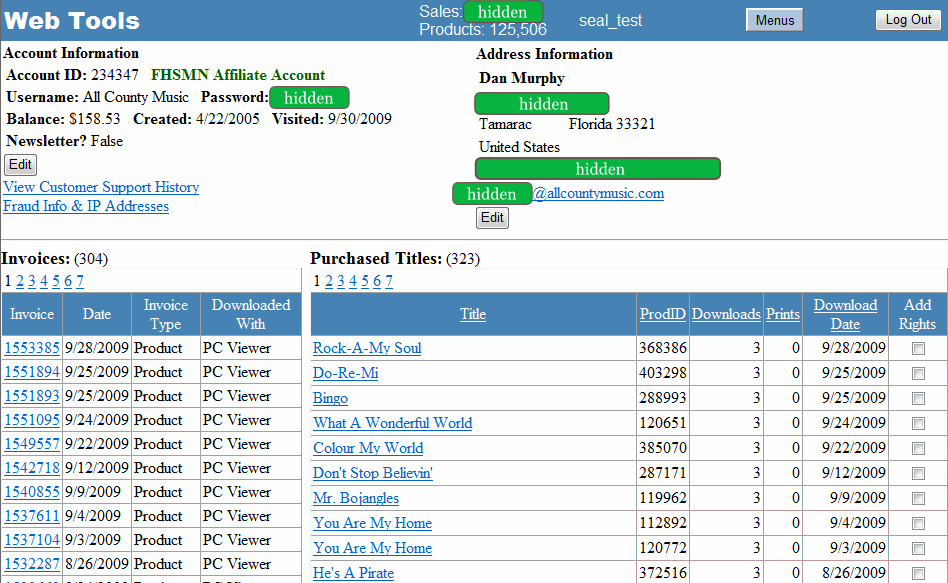 Web Tools
Sales: hidden
Products: 125,506
seal_test
Menus
Log Out
Account Information
Account ID: 234347 FHSMN Affiliate Account
Username: All County Music Password: hidden
Balance: $158.53 Created: 4/22/2005 Visited: 9/30/2009
Newsletter? False
Edit
View Customer Support History
Fraud Info & IP Addresses
Address Information
Dan Murphy
hidden
Tamarac Florida 33321
United States
hidden
hidden @allcountymusic.com
Edit
Invoices: (304)
1 2 3 4 5 6 7
Invoice Date Invoice Type Downloaded With
1553385 9/28/2009 Product PC Viewer
1551894 9/25/2009 Product PC Viewer
1551893 9/25/2009 Product PC Viewer
1551095 9/24/2009 Product PC Viewer
1549557 9/22/2009 Product PC Viewer
1542718 9/12/2009 Product PC Viewer
1540855 9/9/2009 Product PC Viewer
1537611 9/4/2009 Product PC Viewer
1537104 9/3/2009 Product PC Viewer
1532287 8/26/2009 Product PC Viewer
Purchased Titles: (323)
1 2 3 4 5 6 7
Title ProdID Downloads Prints Download Date Add Rights
Rock-A-My Soul 368386 3 0 9/28/2009
Do-Re-Mi 403298 3 0 9/25/2009
Bingo 288993 3 0 9/25/2009
What A Wonderful World 120651 3 0 9/24/2009
Colour My World 385070 3 0 9/22/2009
Don't Stop Believin' 287171 3 0 9/12/2009
Mr. Bojangles 119962 3 0 9/9/2009
You Are My Home 112892 3 0 9/4/2009
You Are My Home 120772 3 0 9/3/2009
He's A Pirate 372516 3 0 8/26/2009